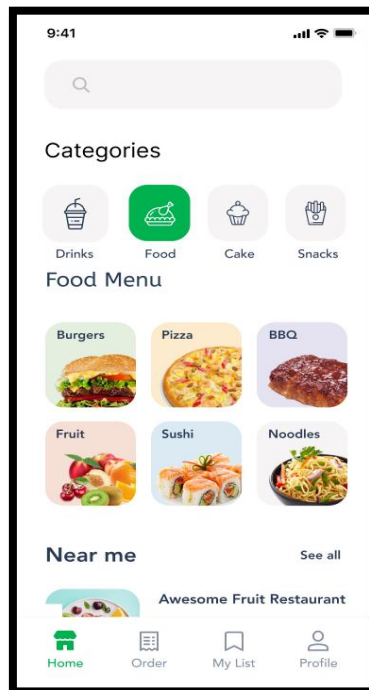 9:41
Categories
Drinks Food Cake Snacks
Food Menu
Burgers Pizza BBQ
Fruit Sushi Noodles
Near me See all
Awesome Fruit Restaurant
Home Order My List Profile